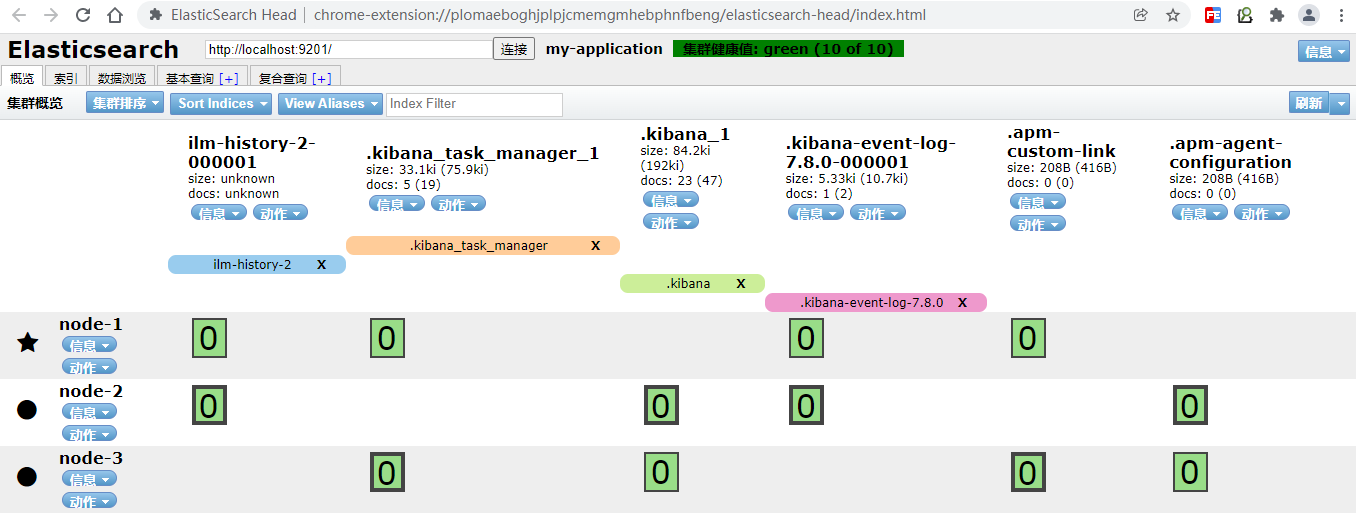 ElasticSearch Head | chrome-extension://plomaeboghjplpjcmemgmhebphnfbeng/elasticsearch-head/index.html
Elasticsearch http://localhost:9201/ 连接 my-application 集群健康值: green (10 of 10) 信息
概览 索引 数据浏览 基本查询 [+] 复合查询 [+]
集群概览 集群排序 Sort Indices View Aliases Index Filter 刷新
ilm-history-2-000001
size: unknown
docs: unknown
信息 动作
.kibana_task_manager_1
size: 33.1ki (75.9ki)
docs: 5 (19)
信息 动作
.kibana_1
size: 84.2ki
(192ki)
docs: 23 (47)
信息
动作
.kibana-event-log-
7.8.0-000001
size: 5.33ki (10.7ki)
docs: 1 (2)
信息 动作
.apm-
custom-link
size: 208B (416B)
docs: 0 (0)
信息
动作
.apm-agent-
configuration
size: 208B (416B)
docs: 0 (0)
信息 动作
.kibana_task_manager X
ilm-history-2 X
.kibana X
.kibana-event-log-7.8.0 X
node-1
信息
动作
0 0 0 0
node-2
信息
动作
0 0 0 0
node-3
信息
动作
0 0 0 0